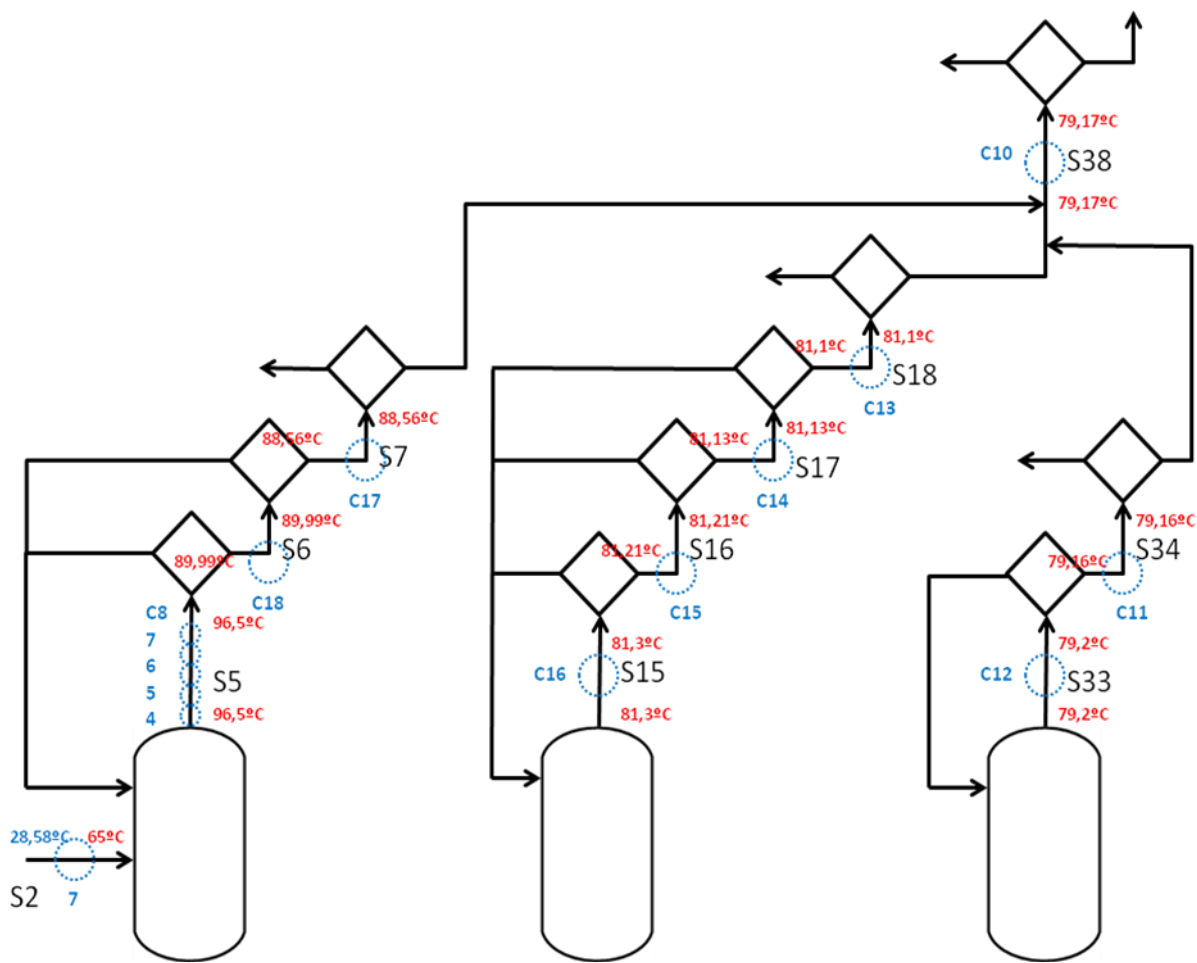 79,17ºC
C10
S38
79,17ºC
81,1ºC
81,1ºC
S18
C13
88,56ºC
88,56ºC
S7
C17
81,13ºC
81,13ºC
S17
C14
89,99ºC
89,99ºC
S6
C18
81,21ºC
81,21ºC
S16
C15
79,16ºC
79,16ºC
S34
C11
C8
7
6
5
4
96,5ºC
S5
96,5ºC
81,3ºC
C16
S15
81,3ºC
79,2ºC
C12
S33
79,2ºC
28,58ºC
65ºC
S2
7